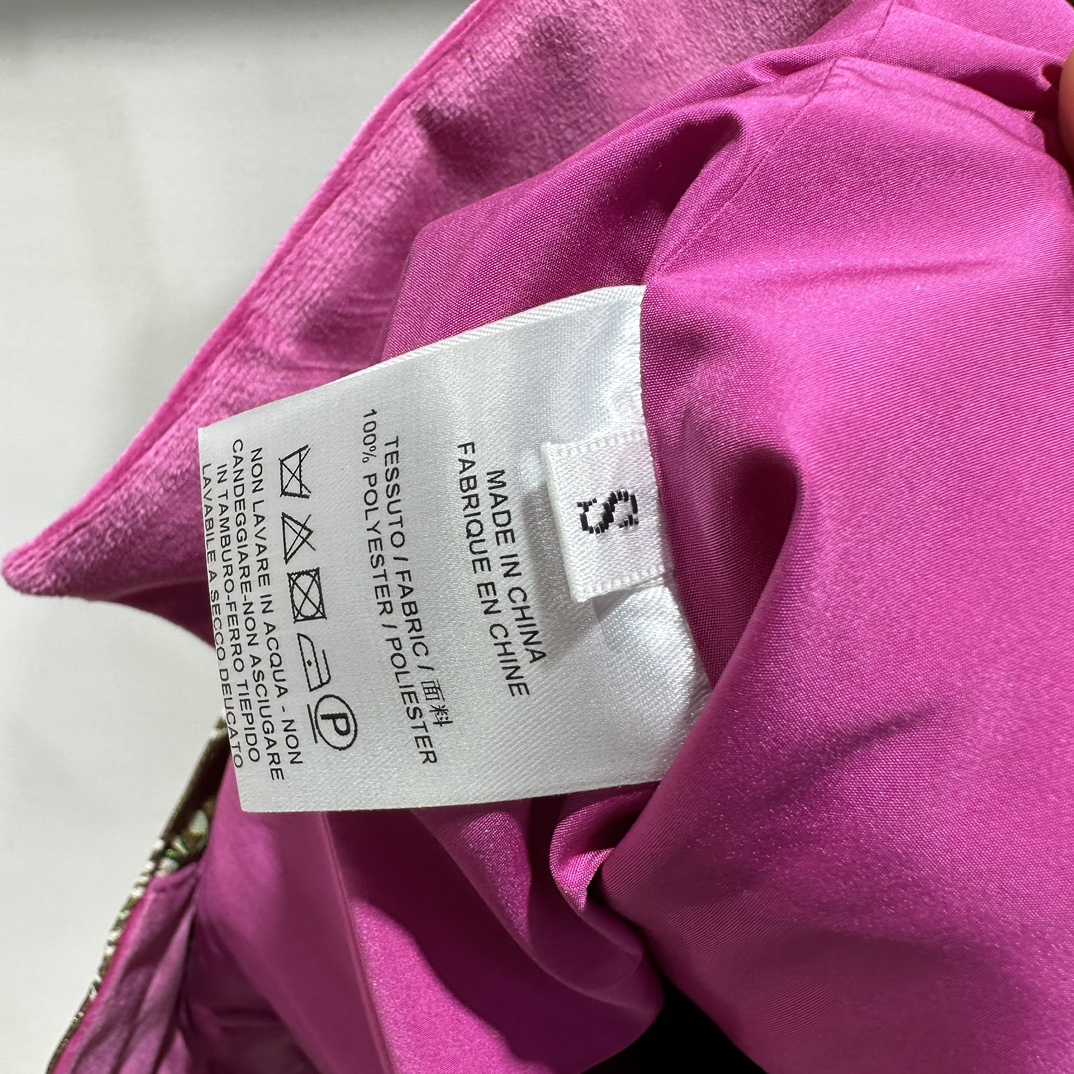 S
MADE IN CHINA
FABRIQUE EN CHINE
TESSUTO / FABRIC / 面料
100% POLYESTER / POLIESTER
P
NON LAVARE IN ACQUA - NON
CANDEGGIARE-NON ASCIUGARE
IN TAMBURO-FERRO TIEPIDO
LAVABILE A SECCO DELICATO